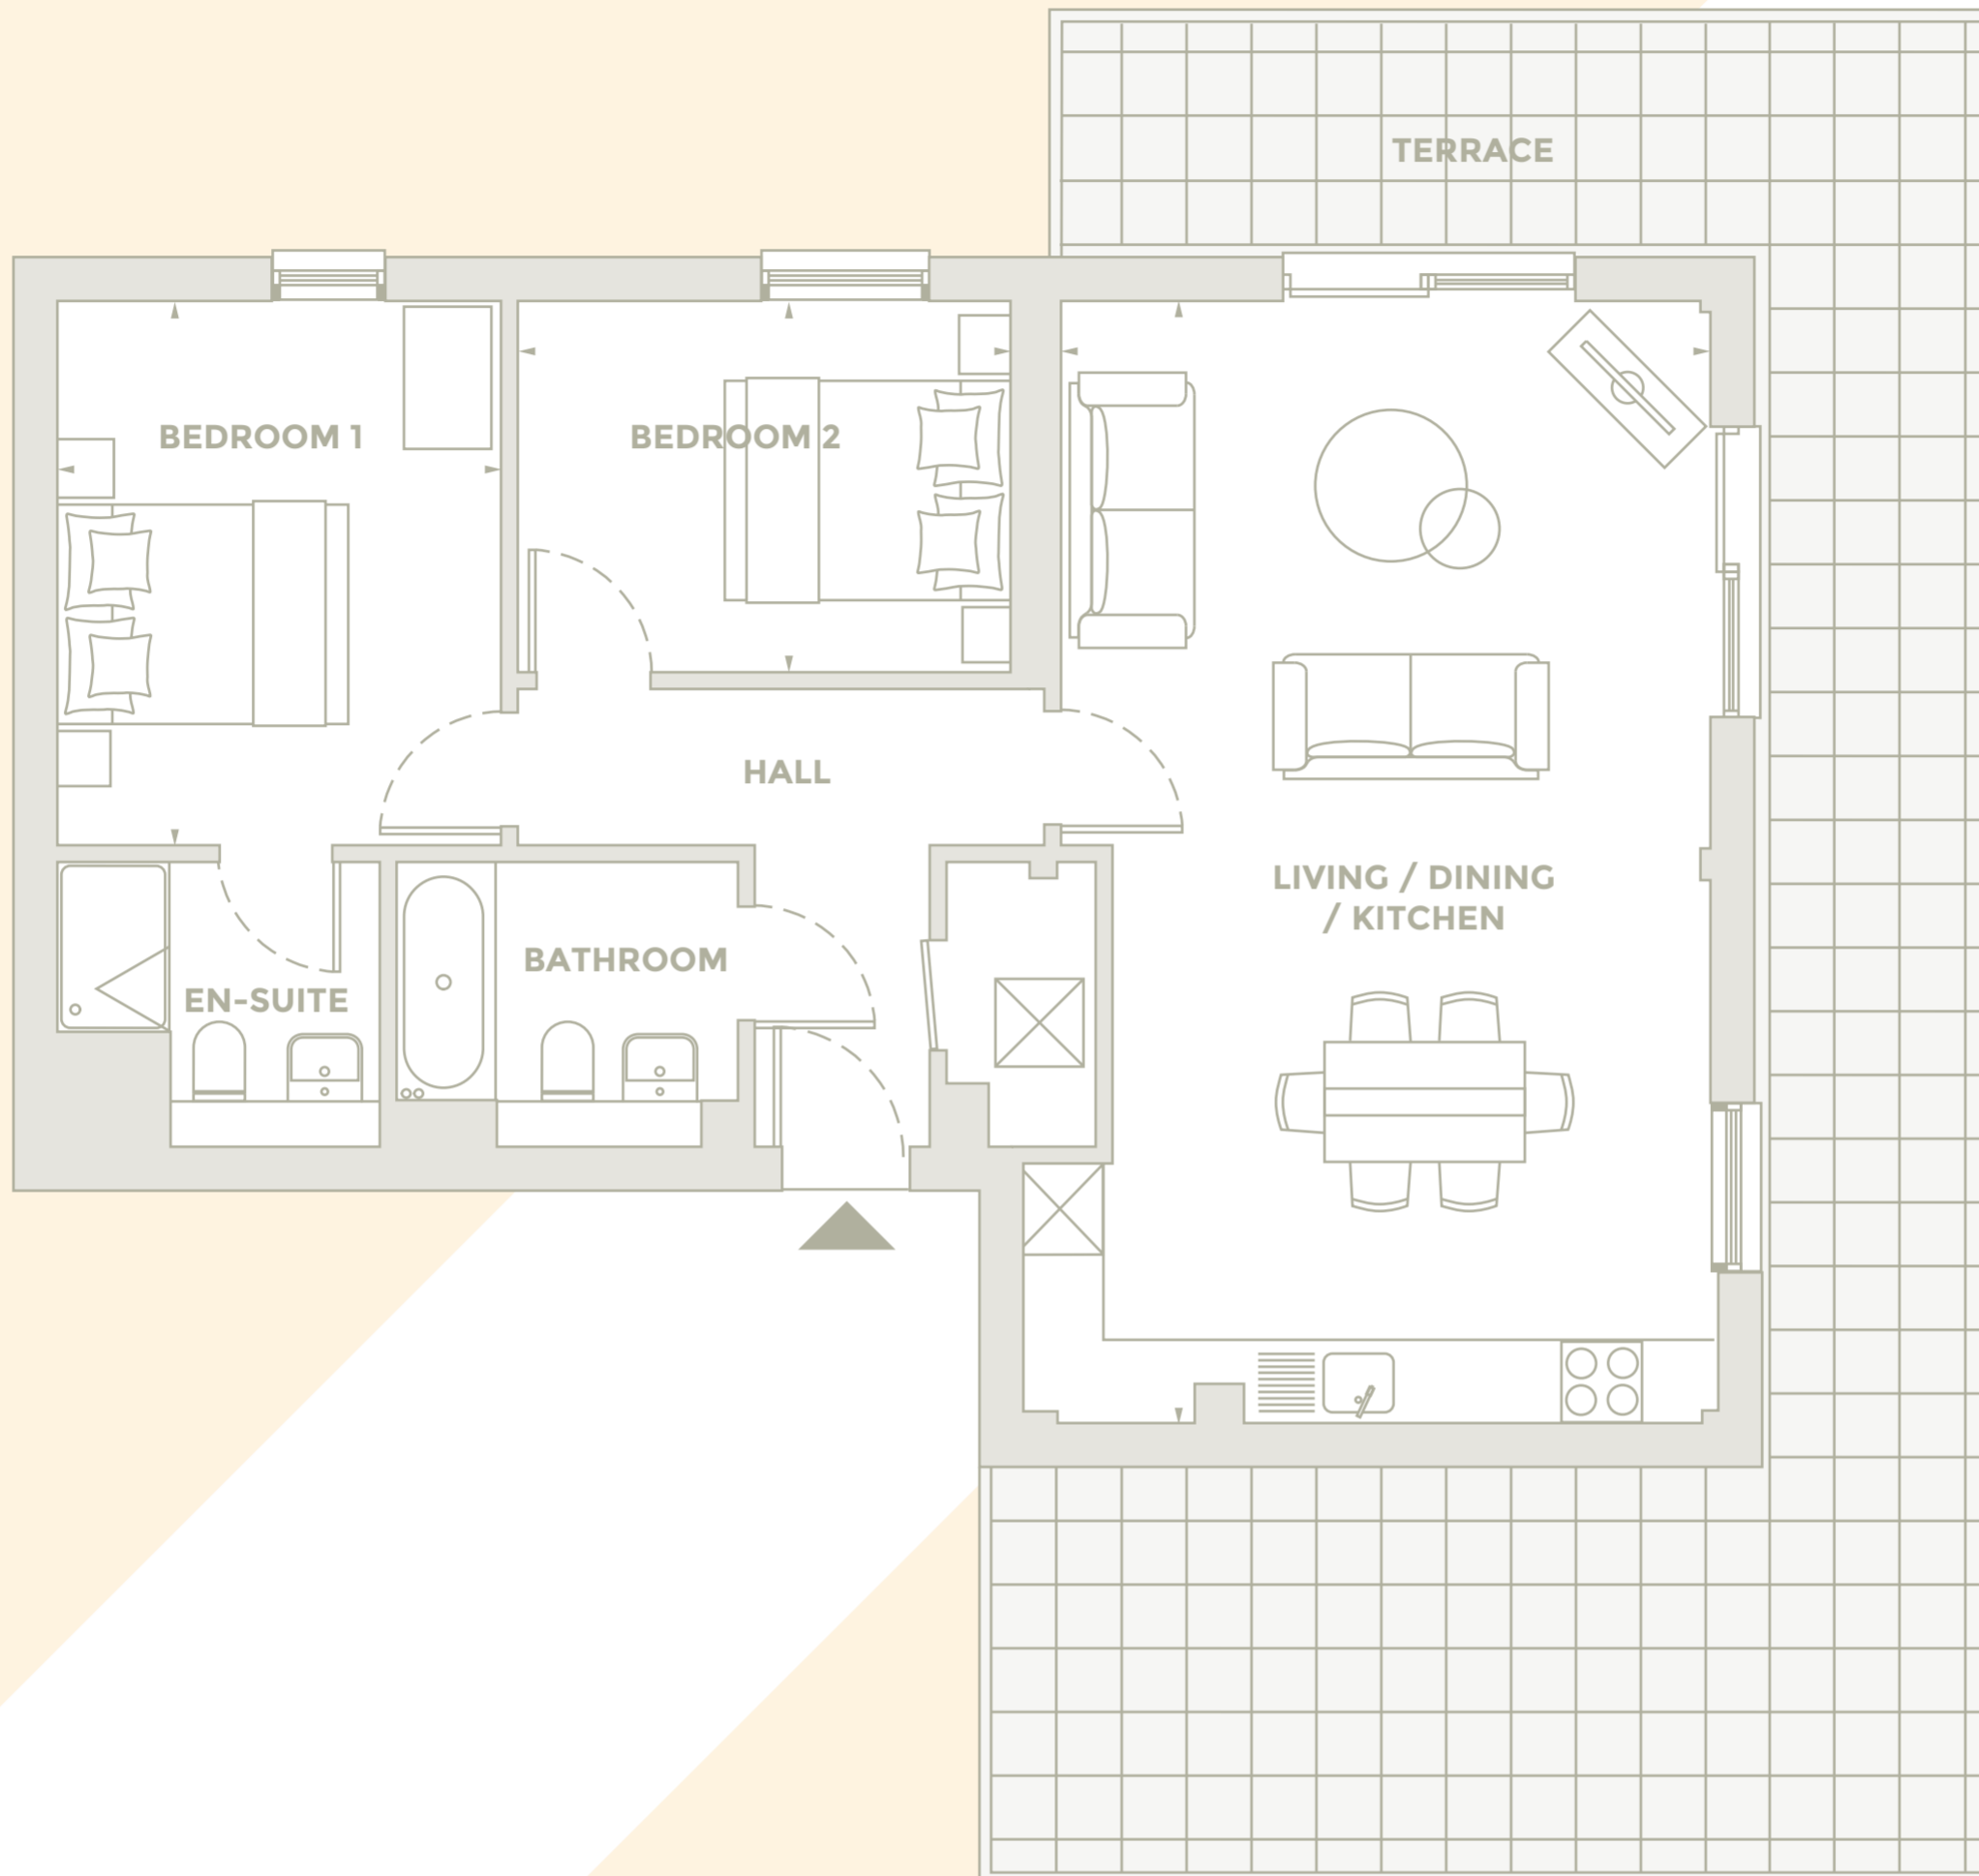 TERRACE
BEDROOM 1
BEDROOM 2
HALL
LIVING / DINING
/ KITCHEN
BATHROOM
EN-SUITE